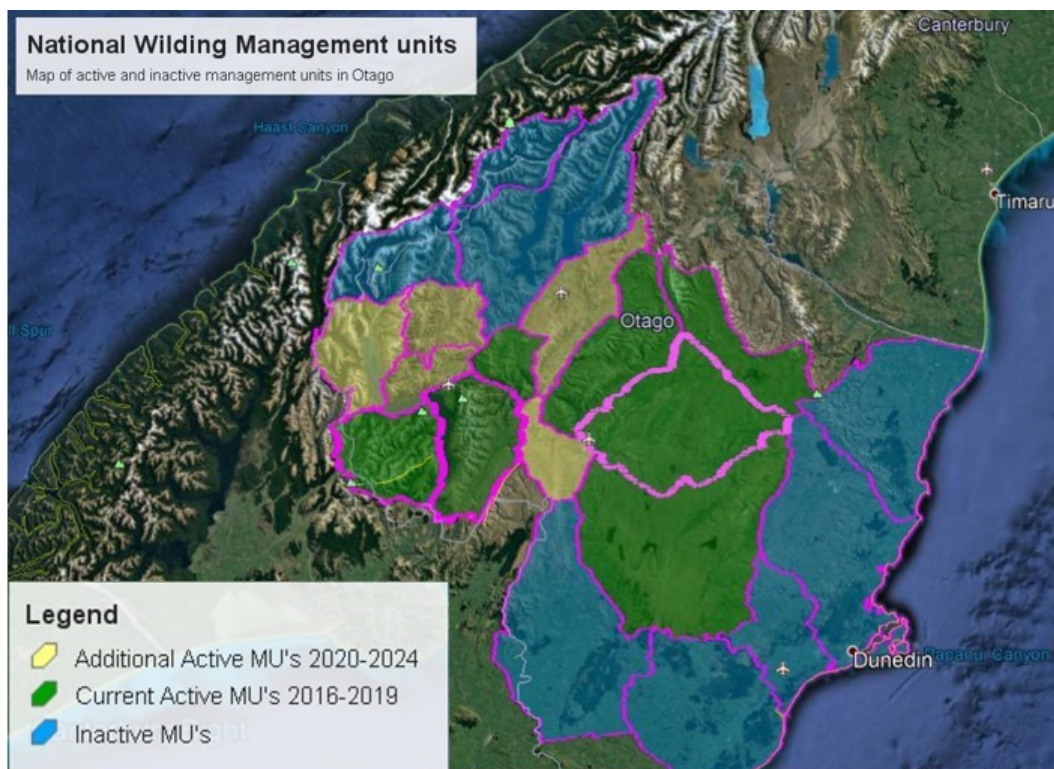 National Wilding Management units
Map of active and inactive management units in Otago
Canterbury
Haast Canyon
Timaru
Otago
Dunedin
Canyon
Legend
Additional Active MU's 2020-2024
Current Active MU's 2016-2019
Inactive MU's